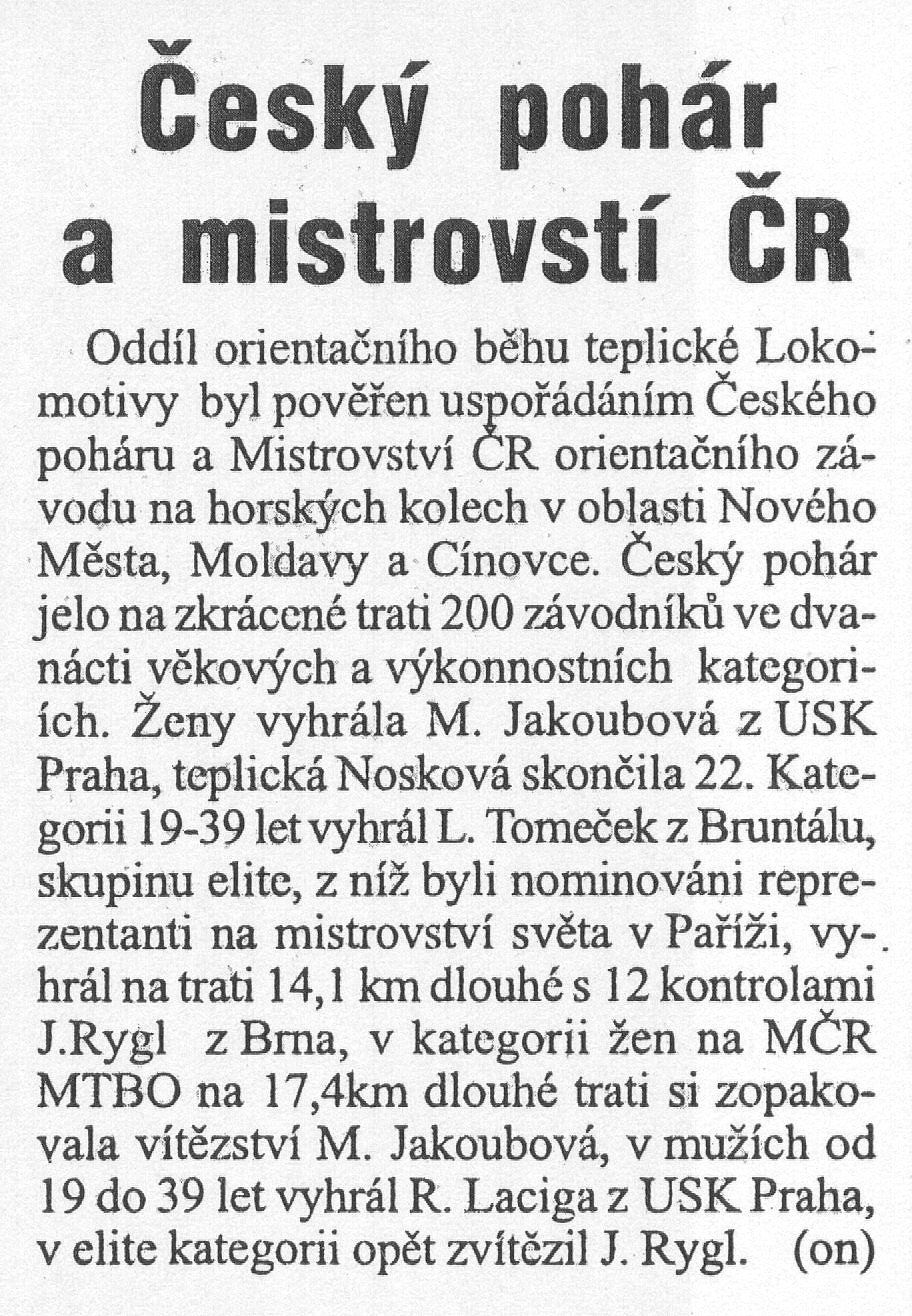 Český pohár
a mistrovstí ČR
Oddíl orientačního běhu teplické Loko-
motivy byl pověřen uspořádáním Českého
poháru a Mistrovství ČR orientačního zá-
vodu na horských kolech v oblasti Nového
Města, Moldavy a Cínovce. Český pohár
jelo na zkrácené trati 200 závodníků ve dva-
nácti věkových a výkonnostních kategori-
ích. Ženy vyhrála M. Jakoubová z USK
Praha, teplická Nosková skončila 22. Kate-
gorii 19-39 let vyhrál L. Tomeček z Bruntálu,
skupinu elite, z níž byli nominováni repre-
zentanti na mistrovství světa v Paříži, vy-
hrál na trati 14,1 km dlouhé s 12 kontrolami
J.Rygl z Brna, v kategorii žen na MČR
MTBO na 17,4km dlouhé trati si zopako-
vala vítězství M. Jakoubová, v mužích od
19 do 39 let vyhrál R. Laciga z USK Praha,
v elite kategorii opět zvítězil J. Rygl. (on)